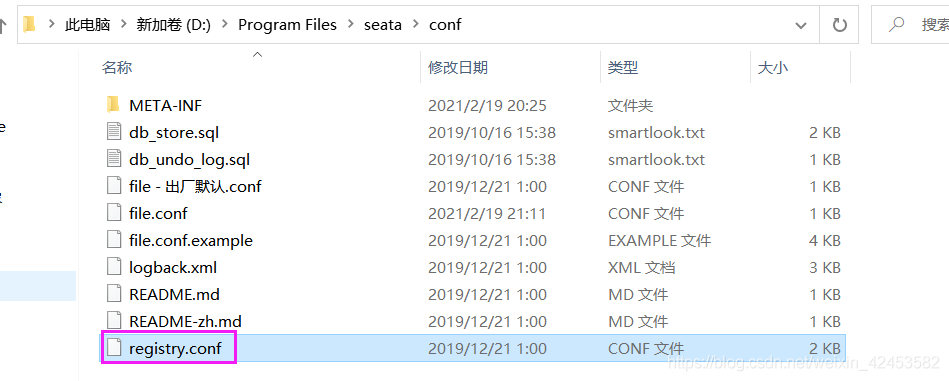 此电脑 > 新加卷 (D:) > Program Files > seata > conf 搜索
名称 修改日期 类型 大小
META-INF 2021/2/19 20:25 文件夹
db_store.sql 2019/10/16 15:38 smartlook.txt 2 KB
db_undo_log.sql 2019/10/16 15:38 smartlook.txt 1 KB
file - 出厂默认.conf 2019/12/21 1:00 CONF 文件 1 KB
file.conf 2021/2/19 21:11 CONF 文件 1 KB
file.conf.example 2019/12/21 1:00 EXAMPLE 文件 4 KB
logback.xml 2019/12/21 1:00 XML 文档 3 KB
README.md 2019/12/21 1:00 MD 文件 1 KB
README-zh.md 2019/12/21 1:00 MD 文件 1 KB
registry.conf 2019/12/21 1:00 CONF 文件 2 KB
https://blog.csdn.net/weixin_42453582